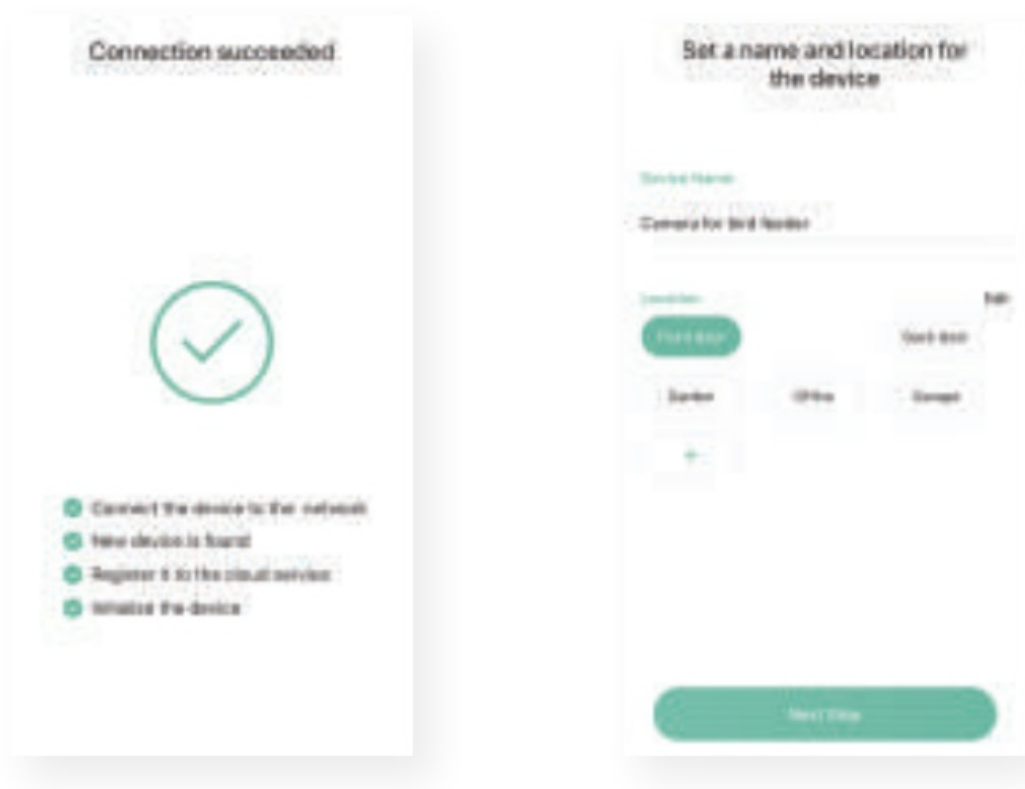 Connection succeeded
Connect the device to the network
New device is found
Register it to the cloud service
Initialize the device
Set a name and location for
the device
Device Name
Camera for bird feeder
Location
Edit
Front door
Back door
Garden
Office
Garage
+
Next Step